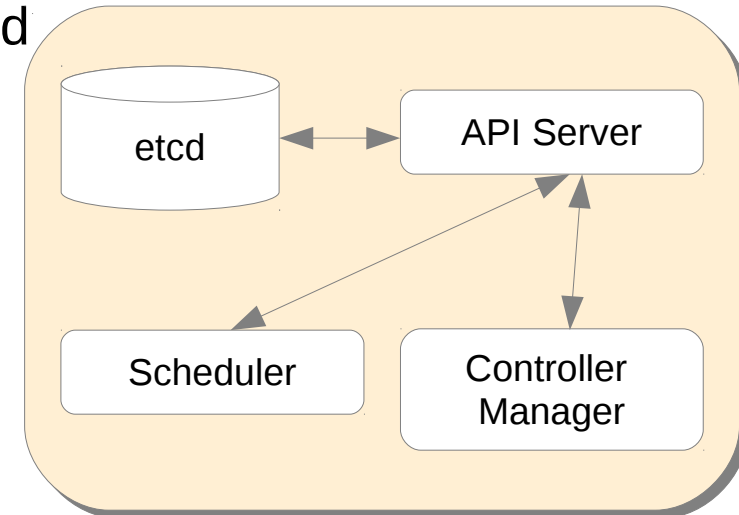 d
etcd
API Server
Scheduler
Controller
Manager